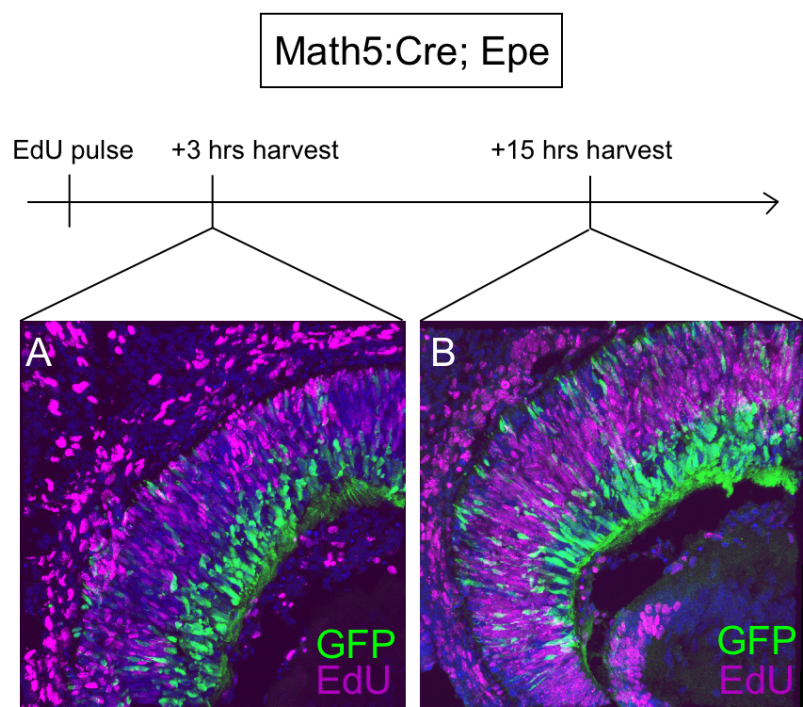 Math5:Cre; Epe
EdU pulse
+3 hrs harvest
+15 hrs harvest
A
B
GFP
EdU
GFP
EdU